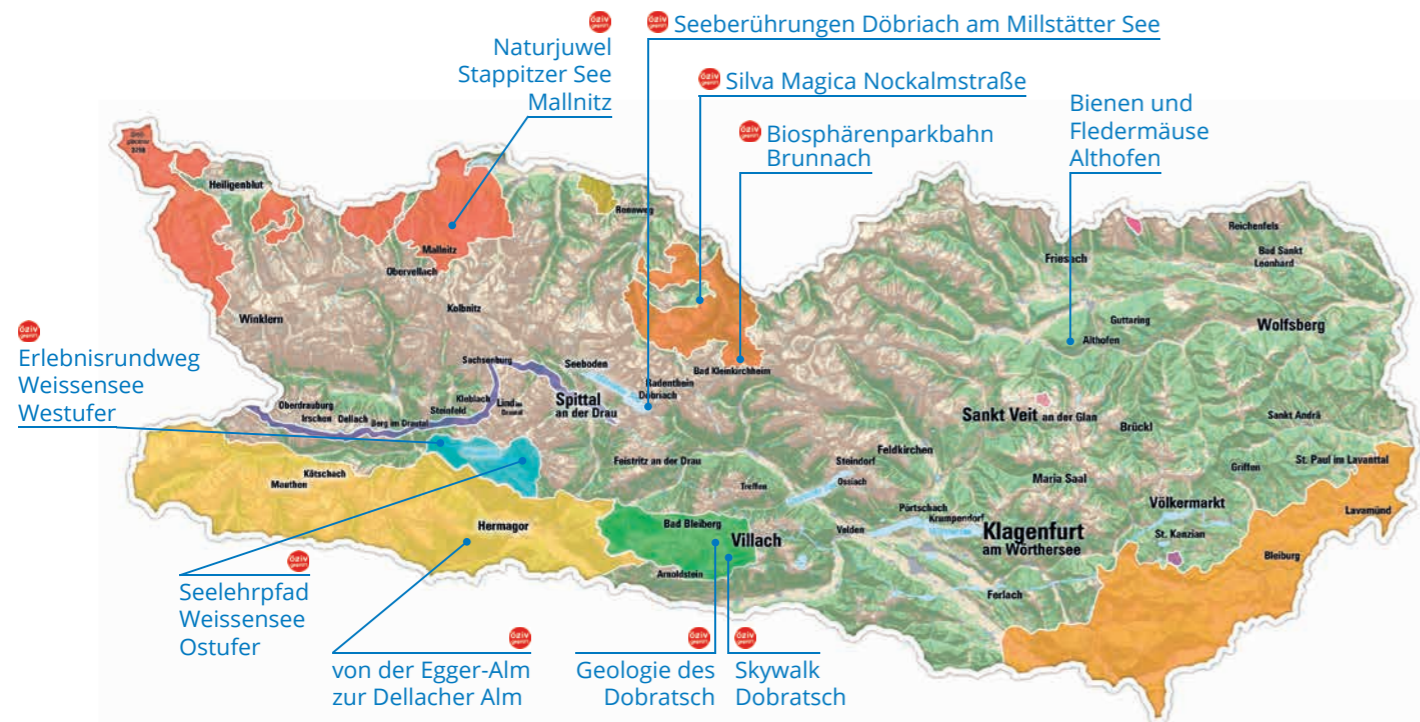 Naturjuwel
Stappitzer See
Mallnitz
Seeberührungen Döbriach am Millstätter See
Silva Magica Nockalmstraße
Biosphärenparkbahn
Brunnach
Bienen und
Fledermäuse
Althofen
Heiligenblut
Rennweg
Mallnitz
Obervellach
Kolbnitz
Winklern
Reichenfels
Bad Sankt
Leonhard
Friesach
Guttaring
Althofen
Wolfsberg
Erlebnisrundweg
Weissensee
Westufer
Sachsenburg
Seeboden
Bad Kleinkirchheim
Radenthein
Döbriach
Spittal
an der Drau
Oberdrauburg
Irschen
Dellach
Berg im Drautal
Steinfeld
Kleblach
Lind im
Drautal
Sankt Veit an der Glan
Brückl
Sankt Andrä
Feldkirchen
Steindorf
Ossiach
Feistritz an der Drau
Treffen
Griffen
St. Paul im Lavanttal
Kötschach
Mauthen
Maria Saal
Völkermarkt
Lavamünd
Hermagor
Bad Bleiberg
Villach
Velden
Pörtschach
Krumpendorf
Klagenfurt
am Wörthersee
St. Kanzian
Bleiburg
Arnoldstein
Ferlach
Seelehrpfad
Weissensee
Ostufer
von der Egger-Alm
zur Dellacher Alm
Geologie des
Dobratsch
Skywalk
Dobratsch